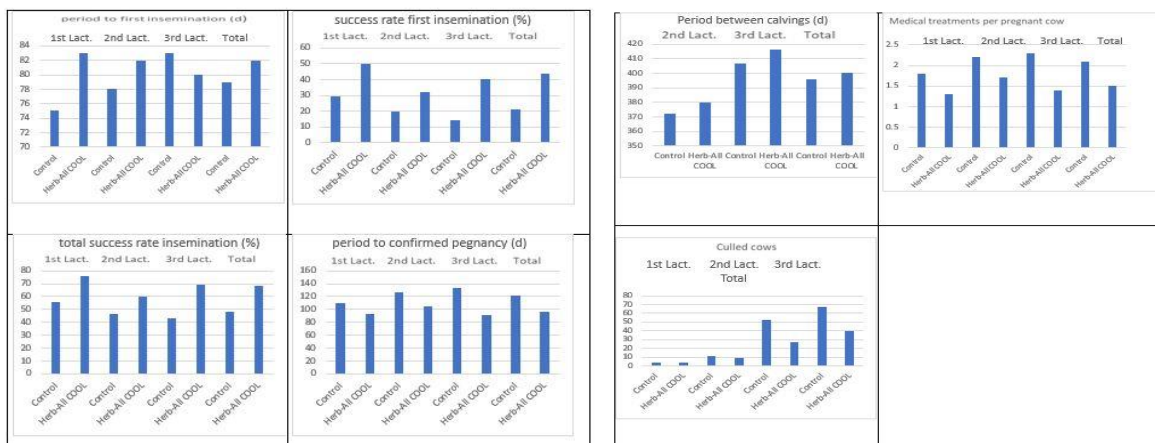 period to first insemination (d)
1st Lact. 2nd Lact. 3rd Lact. Total
84
82
80
78
76
74
72
70
Control Herb-All COOL Control Herb-All COOL Control Herb-All COOL Control Herb-All COOL
success rate first insemination (%)
1st Lact. 2nd Lact. 3rd Lact. Total
60
50
40
30
20
10
0
Control Herb-All COOL Control Herb-All COOL Control Herb-All COOL Control Herb-All COOL
Period between calvings (d)
2nd Lact. 3rd Lact. Total
420
410
400
390
380
370
360
350
Control Herb-All Control Herb-All Control Herb-All
COOL COOL COOL
Medical treatments per pregnant cow
1st Lact. 2nd Lact. 3rd Lact. Total
2.5
2
1.5
1
0.5
0
Control Herb-All COOL Control Herb-All COOL Control Herb-All COOL Control Herb-All COOL
total success rate insemination (%)
1st Lact. 2nd Lact. 3rd Lact. Total
80
70
60
50
40
30
20
10
0
Control Herb-All COOL Control Herb-All COOL Control Herb-All COOL Control Herb-All COOL
period to confirmed pegnancy (d)
1st Lact. 2nd Lact. 3rd Lact. Total
160
140
120
100
80
60
40
20
0
Control Herb-All COOL Control Herb-All COOL Control Herb-All COOL Control Herb-All COOL
Culled cows
1st Lact. 2nd Lact. 3rd Lact.
Total
80
70
60
50
40
30
20
10
0
Control Herb-All COOL Control Herb-All COOL Control Herb-All COOL Control Herb-All COOL